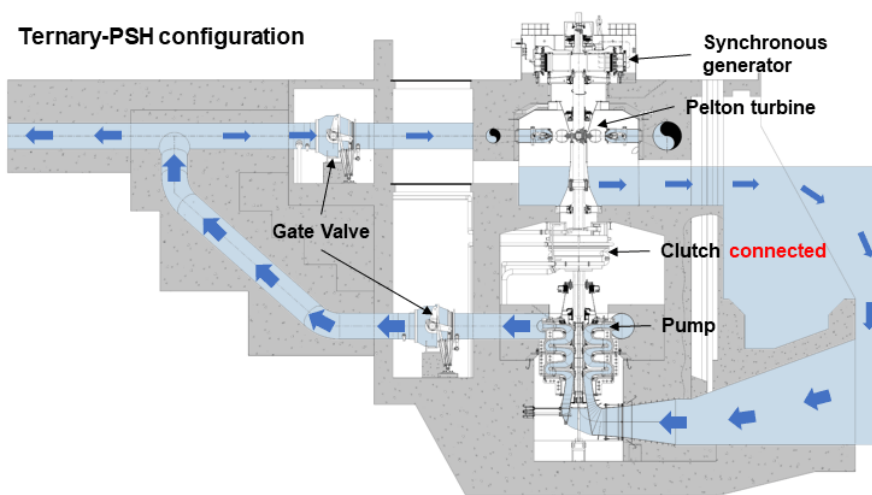 Ternary-PSH configuration
Synchronous
generator
Pelton turbine
Gate Valve
Clutch connected
Pump